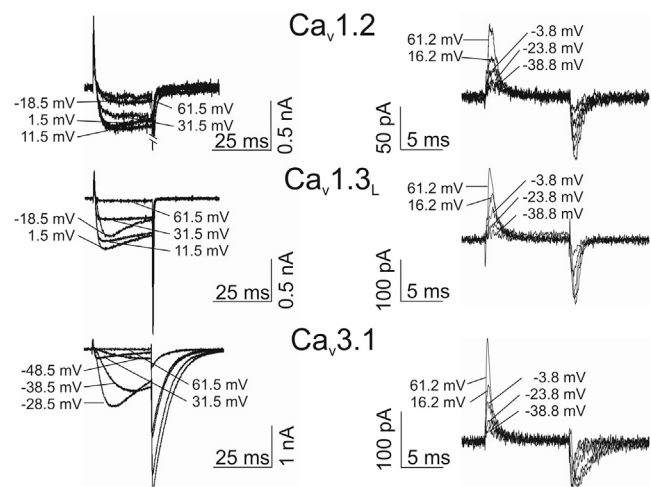 Cav1.2
-18.5 mV
1.5 mV
11.5 mV
61.5 mV
31.5 mV
25 ms
0.5 nA
61.2 mV
16.2 mV
-3.8 mV
-23.8 mV
-38.8 mV
50 pA
5 ms
Cav1.3L
-18.5 mV
1.5 mV
61.5 mV
31.5 mV
11.5 mV
25 ms
0.5 nA
61.2 mV
16.2 mV
-3.8 mV
-23.8 mV
-38.8 mV
100 pA
5 ms
Cav3.1
-48.5 mV
-38.5 mV
-28.5 mV
61.5 mV
31.5 mV
25 ms
1 nA
61.2 mV
16.2 mV
-3.8 mV
-23.8 mV
-38.8 mV
100 pA
5 ms